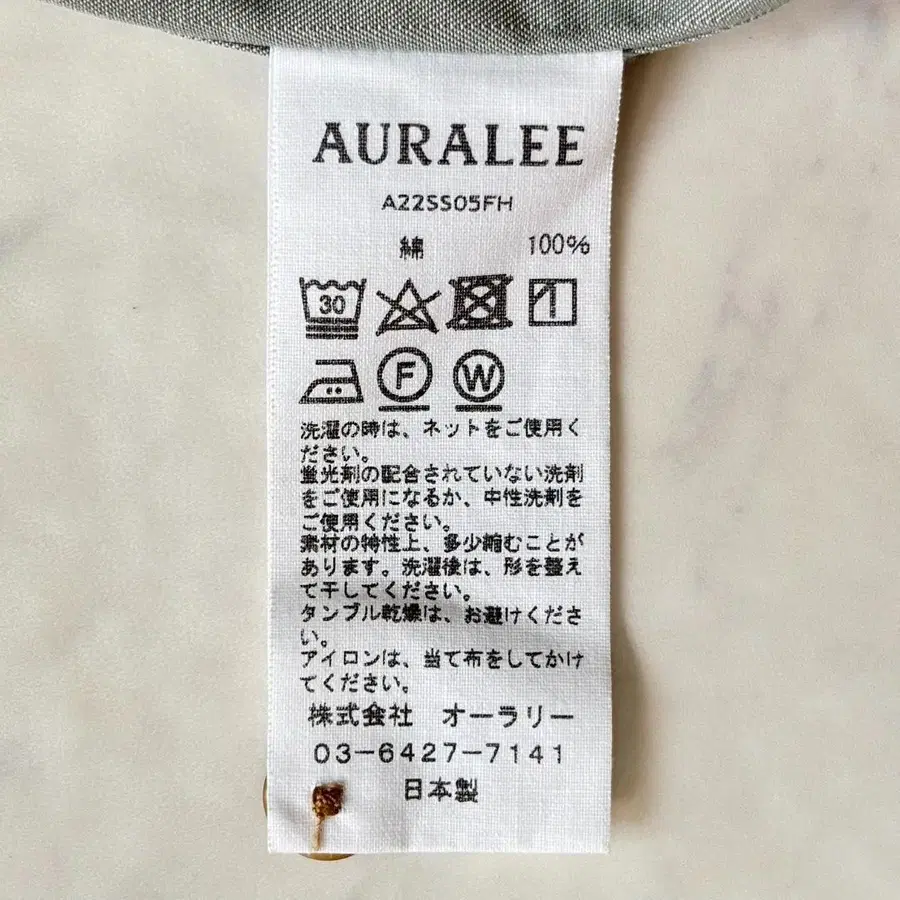 AURALEE
A22SS05FH
綿 100%
30
F W
洗濯の時は、ネットをご使用く
ださい。
蛍光剤の配合されていない洗剤
をご使用になるか、中性洗剤を
ご使用ください。
素材の特性上、多少縮むことが
あります。洗濯後は、形を整え
て干してください。
タンブル乾燥は、お避けくださ
い。
アイロンは、当て布をしてかけ
てください。
株式会社 オーラリー
03-6427-7141
日本製